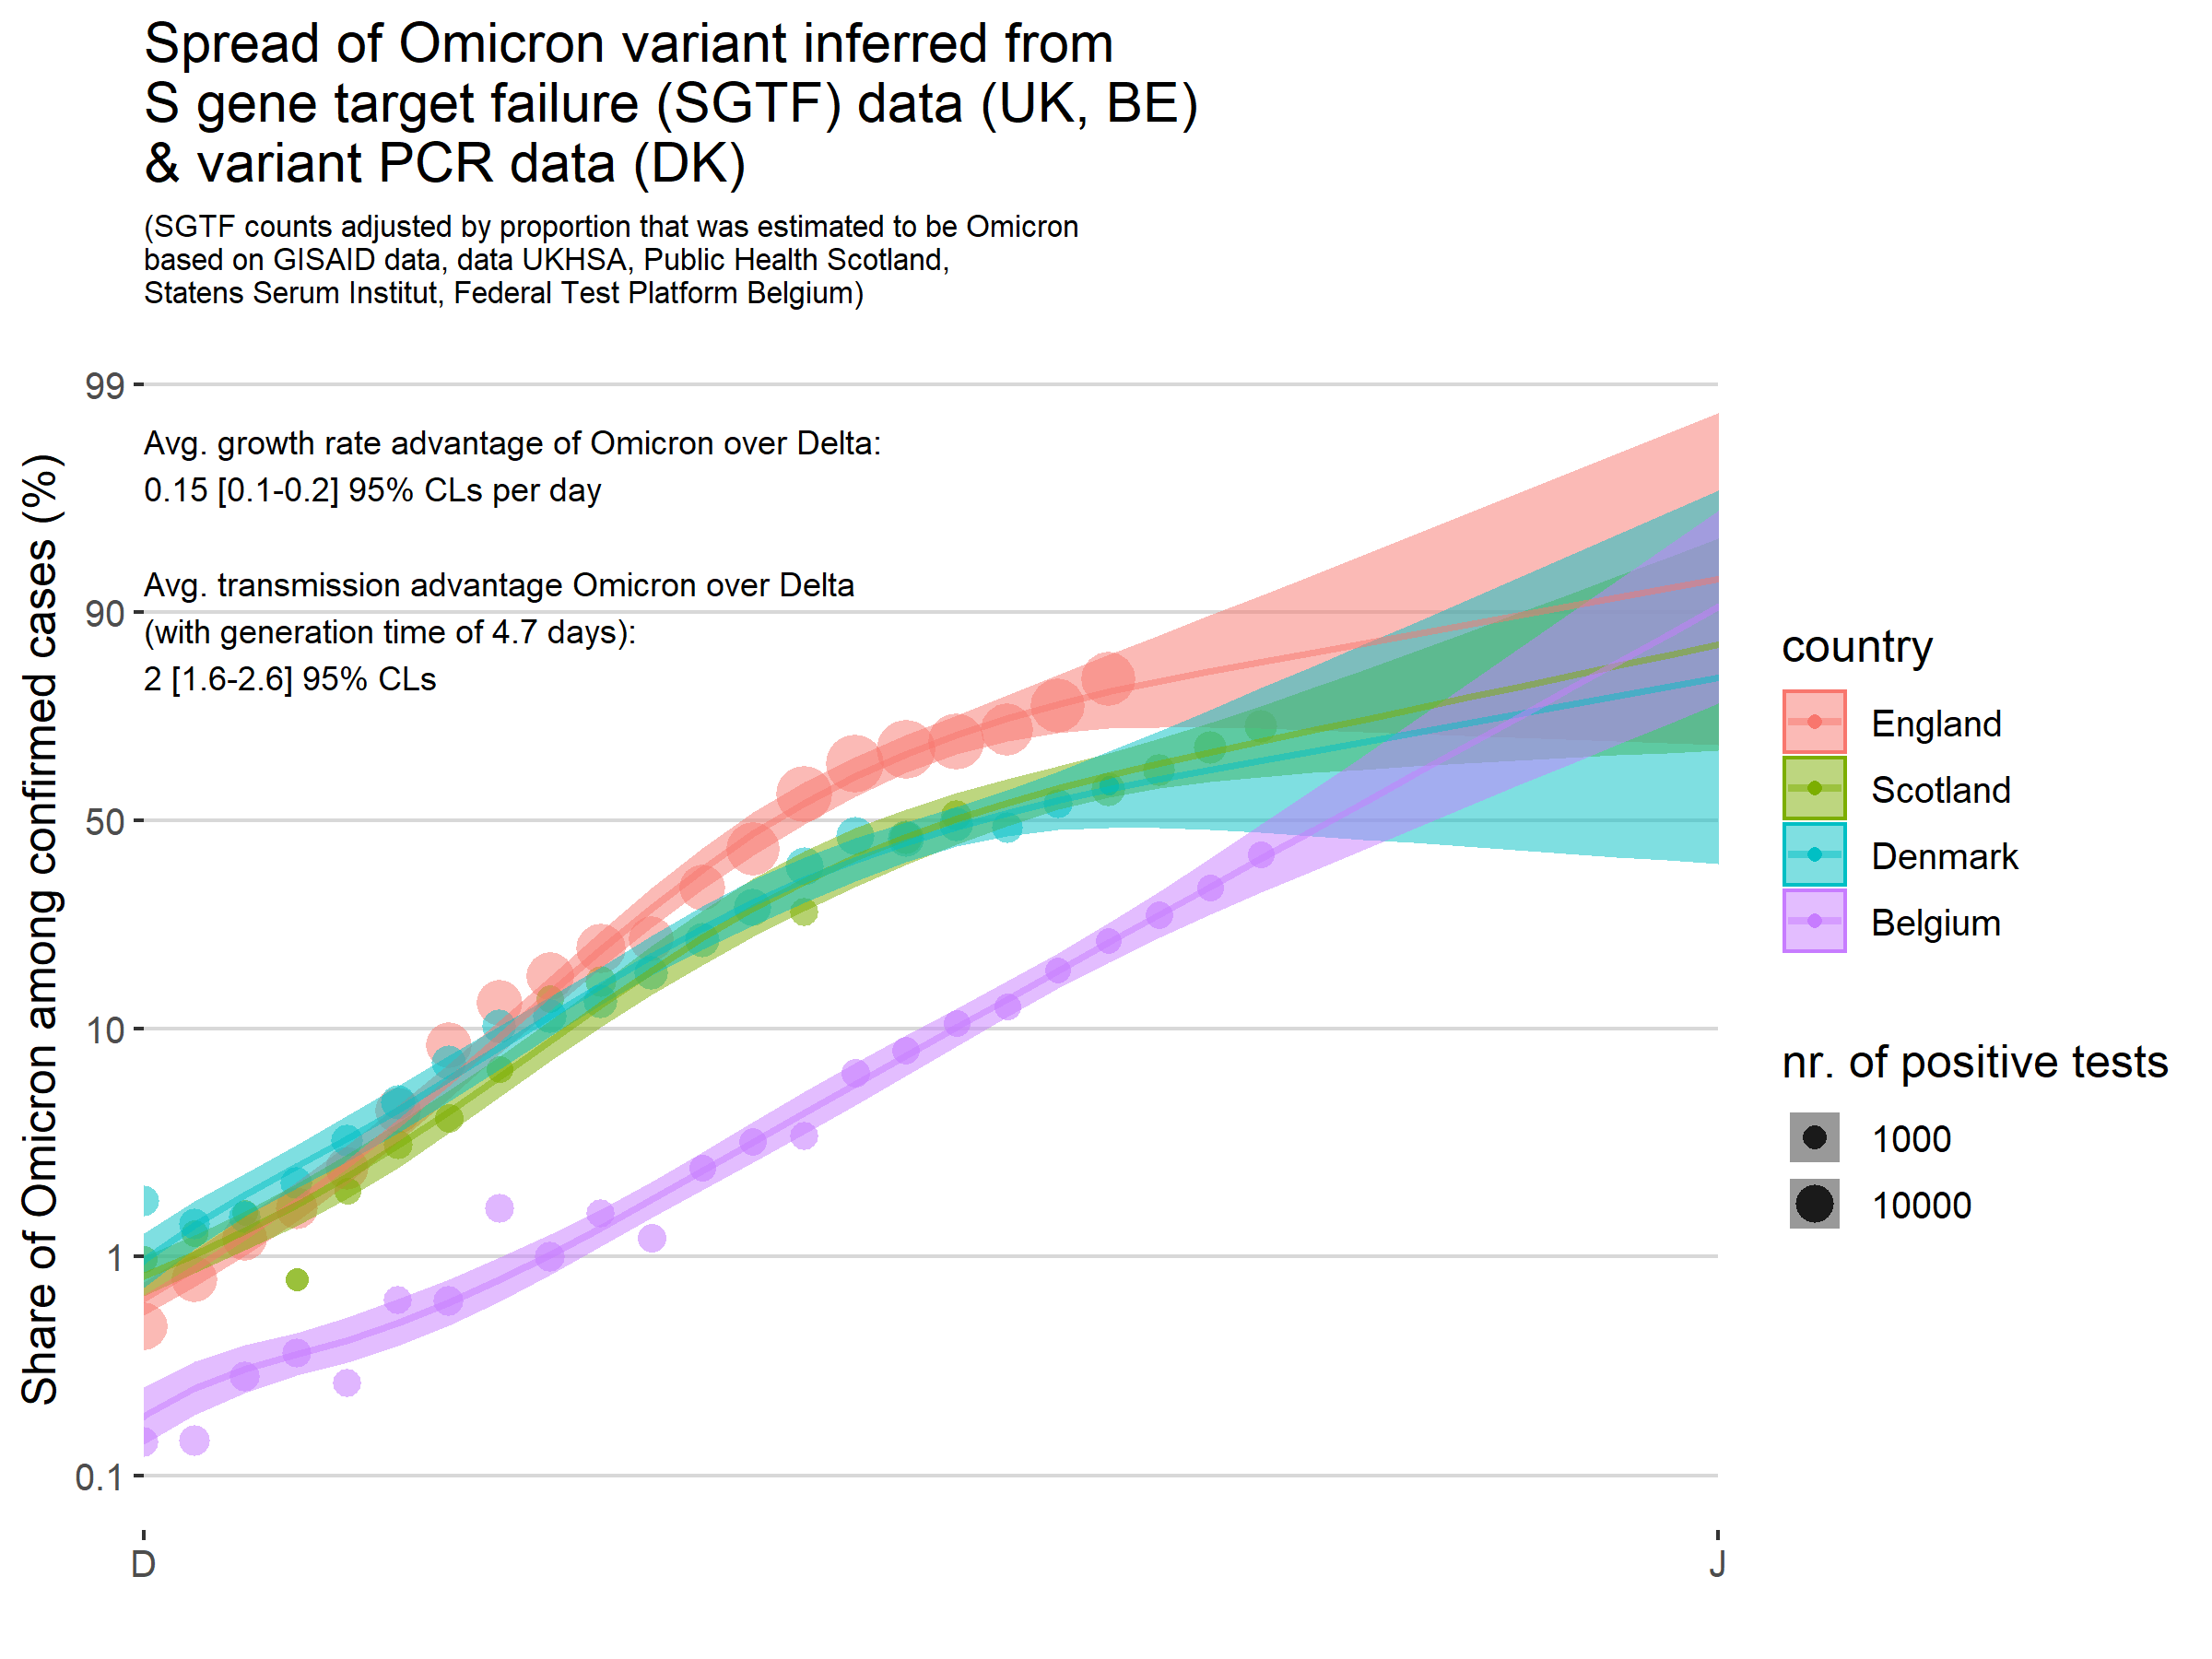 Spread of Omicron variant inferred from
S gene target failure (SGTF) data (UK, BE)
& variant PCR data (DK)
(SGTF counts adjusted by proportion that was estimated to be Omicron
based on GISAID data, data UKHSA, Public Health Scotland,
Statens Serum Institut, Federal Test Platform Belgium)
Share of Omicron among confirmed cases (%)
99
90
50
10
1
0.1
Avg. growth rate advantage of Omicron over Delta:
0.15 [0.1-0.2] 95% CLs per day
Avg. transmission advantage Omicron over Delta
(with generation time of 4.7 days):
2 [1.6-2.6] 95% CLs
D
J
country
England
Scotland
Denmark
Belgium
nr. of positive tests
1000
10000